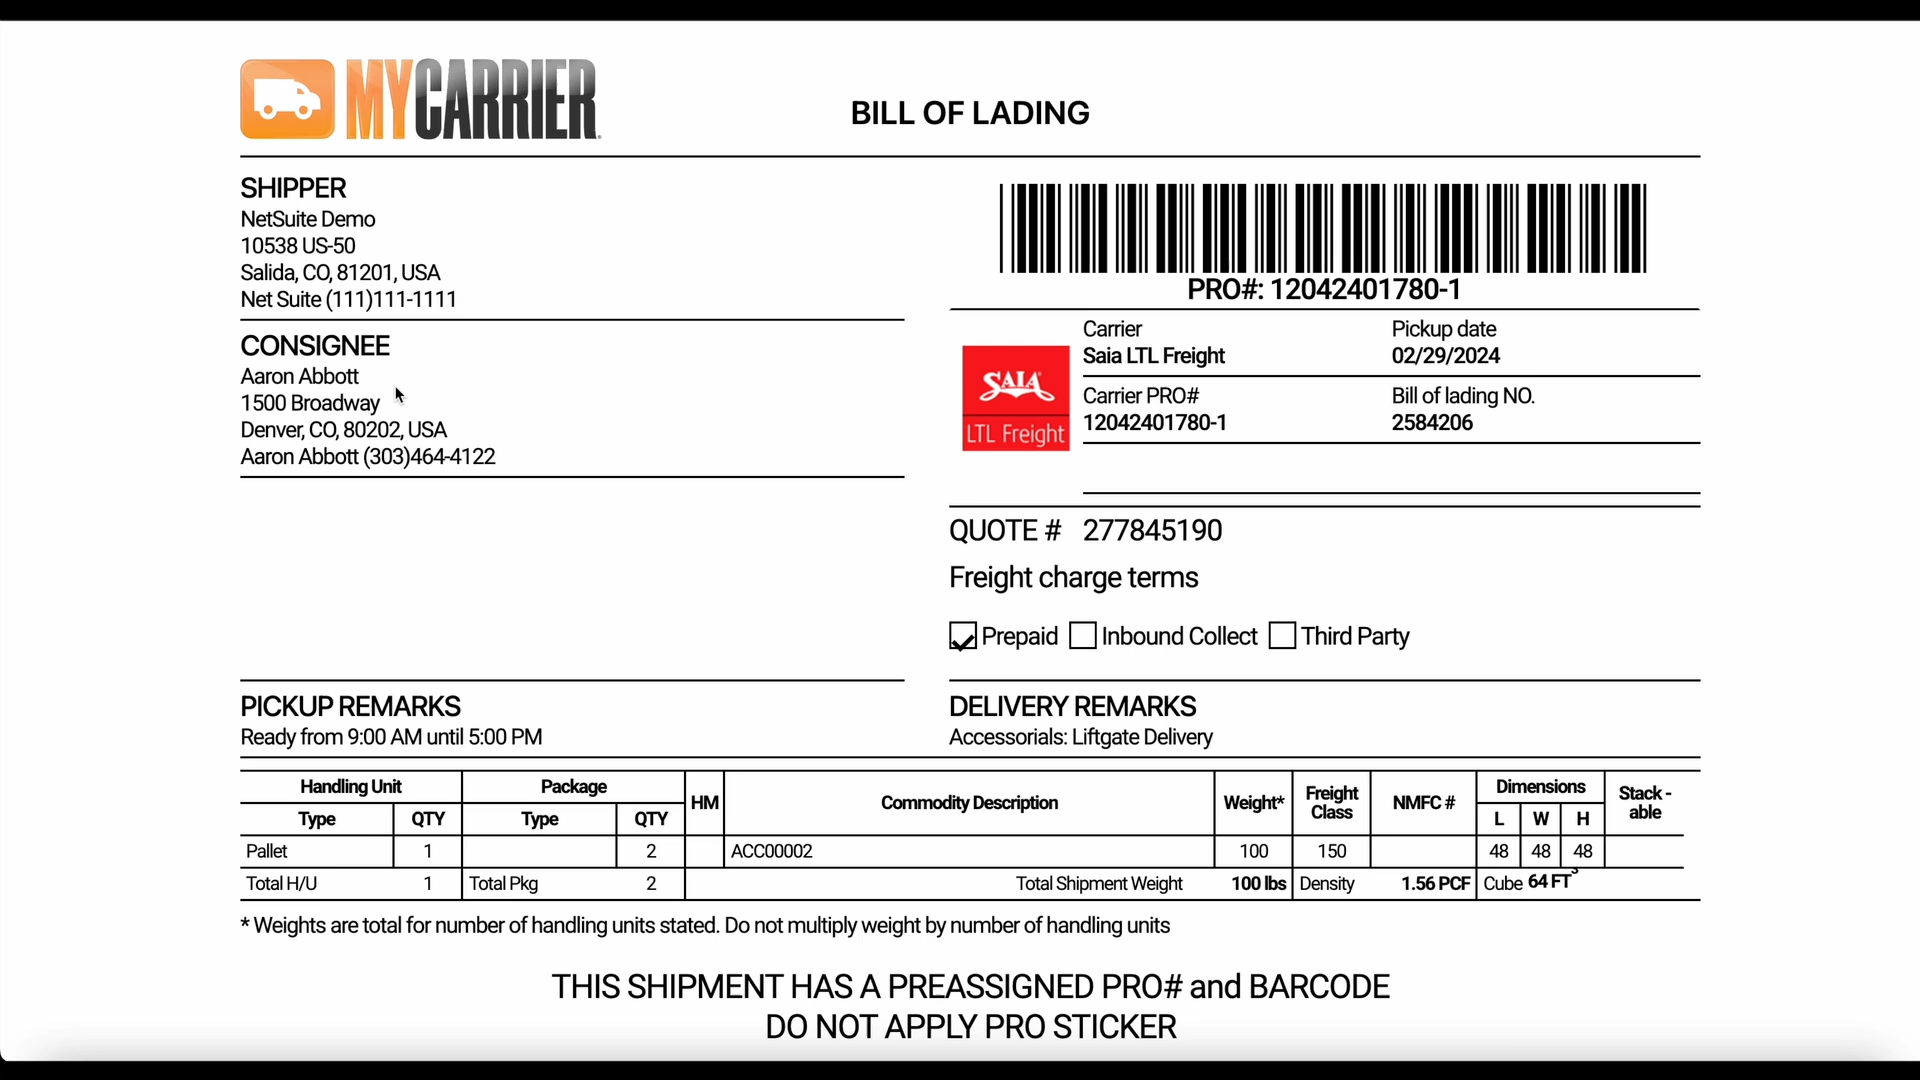 MYCARRIER
BILL OF LADING
SHIPPER
NetSuite Demo
10538 US-50
Salida, CO, 81201, USA
Net Suite (111)111-1111
CONSIGNEE
Aaron Abbott
1500 Broadway
Denver, CO, 80202, USA
Aaron Abbott (303)464-4122
PRO#: 12042401780-1
SAIA
LTL Freight
Carrier
Saia LTL Freight
Pickup date
02/29/2024
Carrier PRO#
12042401780-1
Bill of lading NO.
2584206
QUOTE # 277845190
Freight charge terms
Prepaid Inbound Collect Third Party
PICKUP REMARKS
Ready from 9:00 AM until 5:00 PM
DELIVERY REMARKS
Accessorials: Liftgate Delivery
Handling Unit Package HM Commodity Description Weight* Freight Class NMFC # Dimensions Stack - able
Type QTY Type QTY L W H
Pallet 1 2 ACC00002 100 150 48 48 48
Total H/U 1 Total Pkg 2 Total Shipment Weight 100 lbs Density 1.56 PCF Cube 64 FT³
* Weights are total for number of handling units stated. Do not multiply weight by number of handling units
THIS SHIPMENT HAS A PREASSIGNED PRO# and BARCODE
DO NOT APPLY PRO STICKER